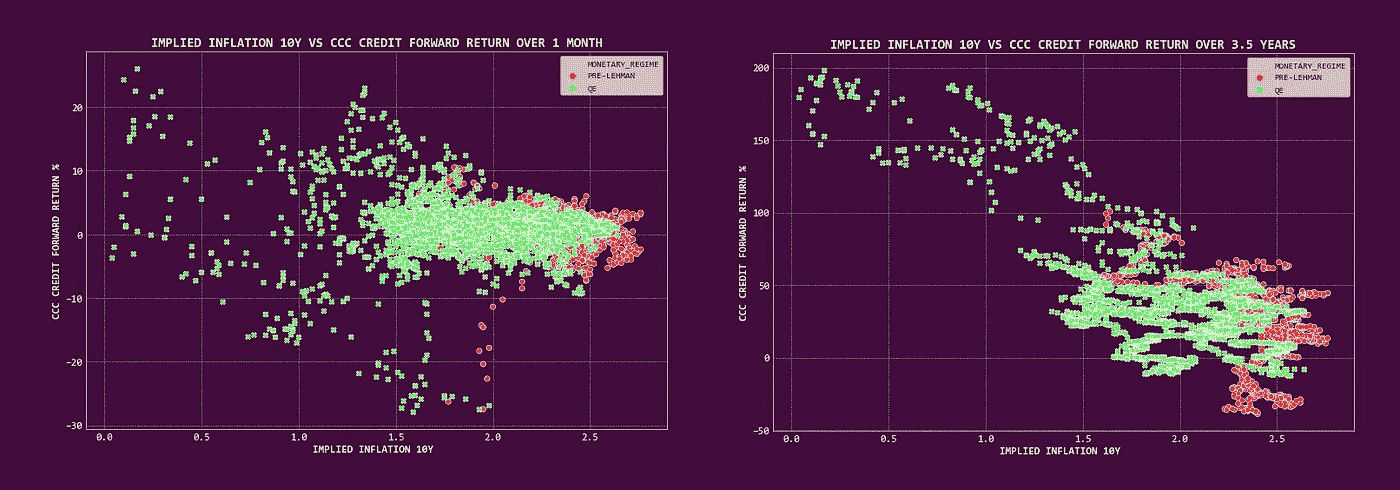 IMPLIED INFLATION 10Y VS CCC CREDIT FORWARD RETURN OVER 1 MONTH
MONETARY_REGIME
PRE-LEHMAN
QE
CCC CREDIT FORWARD RETURN %
20
10
0
-10
-20
-30
0.0 0.5 1.0 1.5 2.0 2.5
IMPLIED INFLATION 10Y
IMPLIED INFLATION 10Y VS CCC CREDIT FORWARD RETURN OVER 3.5 YEARS
MONETARY_REGIME
PRE-LEHMAN
QE
CCC CREDIT FORWARD RETURN %
200
150
100
50
0
-50
0.0 0.5 1.0 1.5 2.0 2.5
IMPLIED INFLATION 10Y